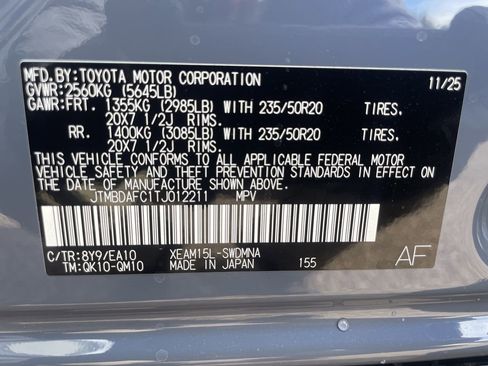 MFD. BY: TOYOTA MOTOR CORPORATION 11/25
GVWR: 2560KG (5645LB)
GAWR: FRT. 1355KG (2985LB) WITH 235/50R20 TIRES.
20X7 1/2J RIMS.
RR. 1400KG (3085LB) WITH 235/50R20 TIRES.
20X7 1/2J RIMS.
THIS VEHICLE CONFORMS TO ALL APPLICABLE FEDERAL MOTOR
VEHICLE SAFETY AND THEFT PREVENTION STANDARDS IN EFFECT ON
THE DATE OF MANUFACTURE SHOWN ABOVE.
JTMBDAFC1TJ012211 MPV
C/TR: 8Y9/EA10 XEAM15L-SWDMNA AF
TM: QK10-QM10 MADE IN JAPAN 155